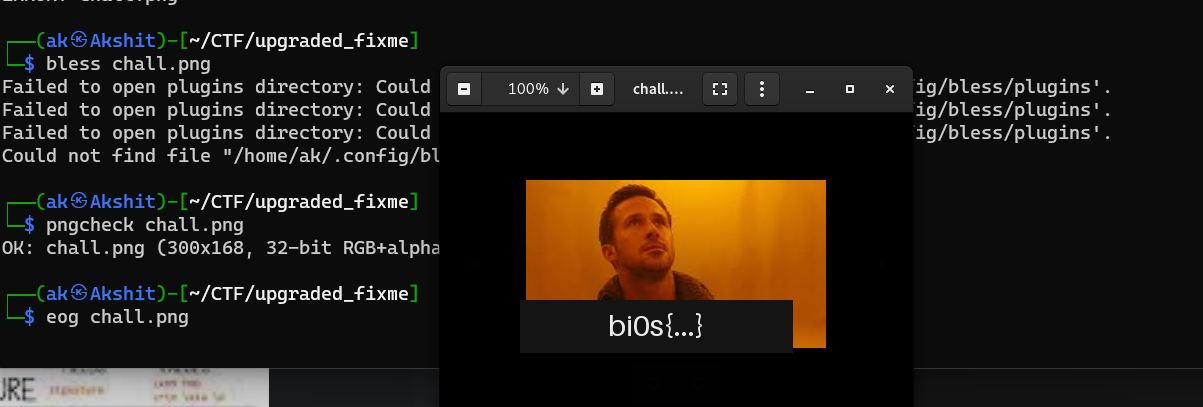 ┌──(ak㉿Akshit)-[~/CTF/upgraded_fixme]
└─$ bless chall.png
Failed to open plugins directory: Could ig/bless/plugins'.
Failed to open plugins directory: Could ig/bless/plugins'.
Failed to open plugins directory: Could ig/bless/plugins'.
Could not find file "/home/ak/.config/bl
┌──(ak㉿Akshit)-[~/CTF/upgraded_fixme]
└─$ pngcheck chall.png
OK: chall.png (300x168, 32-bit RGB+alpha
┌──(ak㉿Akshit)-[~/CTF/upgraded_fixme]
└─$ eog chall.png
100%
chall....
bi0s{...}
URE